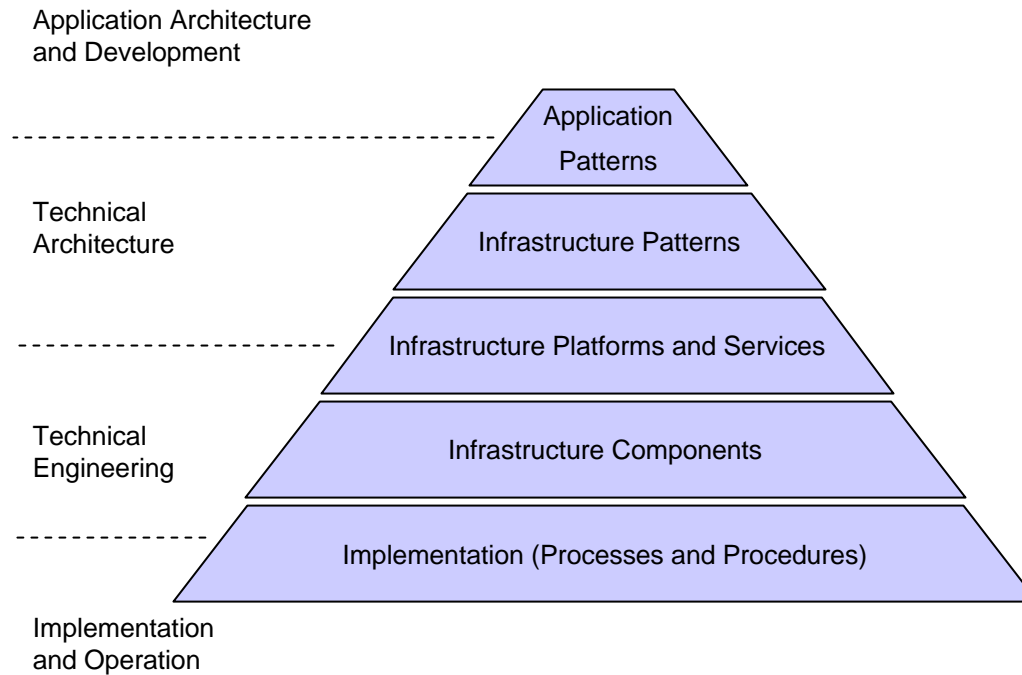 Application Architecture
and Development
Application
Patterns
Technical
Architecture
Infrastructure Patterns
Infrastructure Platforms and Services
Technical
Engineering
Infrastructure Components
Implementation (Processes and Procedures)
Implementation
and Operation